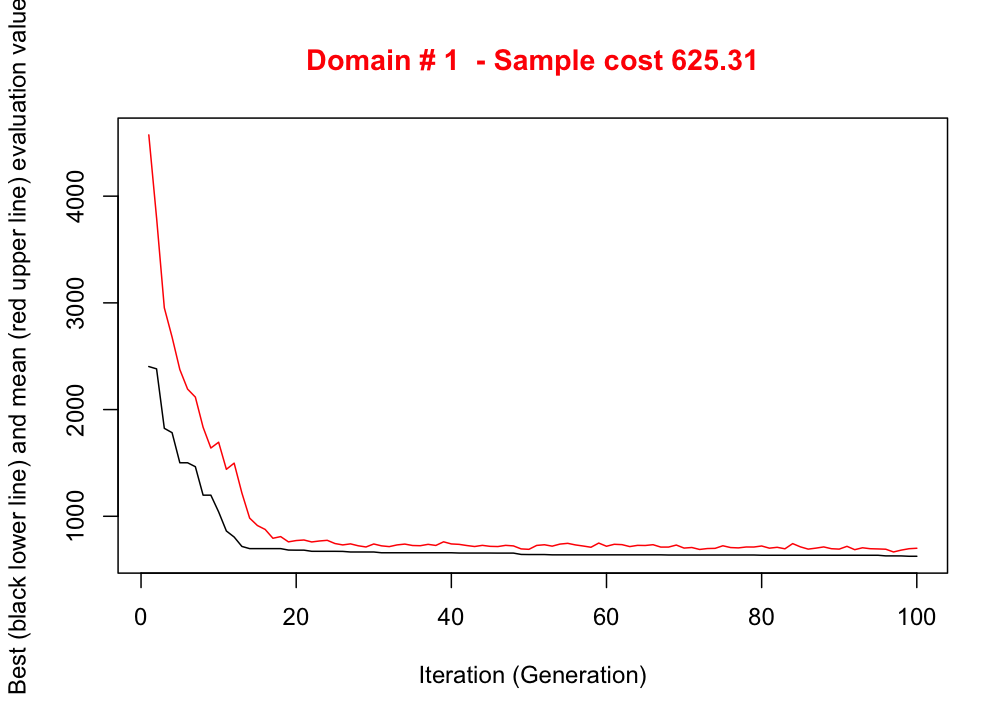 Domain # 1 - Sample cost 625.31
Best (black lower line) and mean (red upper line) evaluation value
4000
3000
2000
1000
0 20 40 60 80 100
Iteration (Generation)